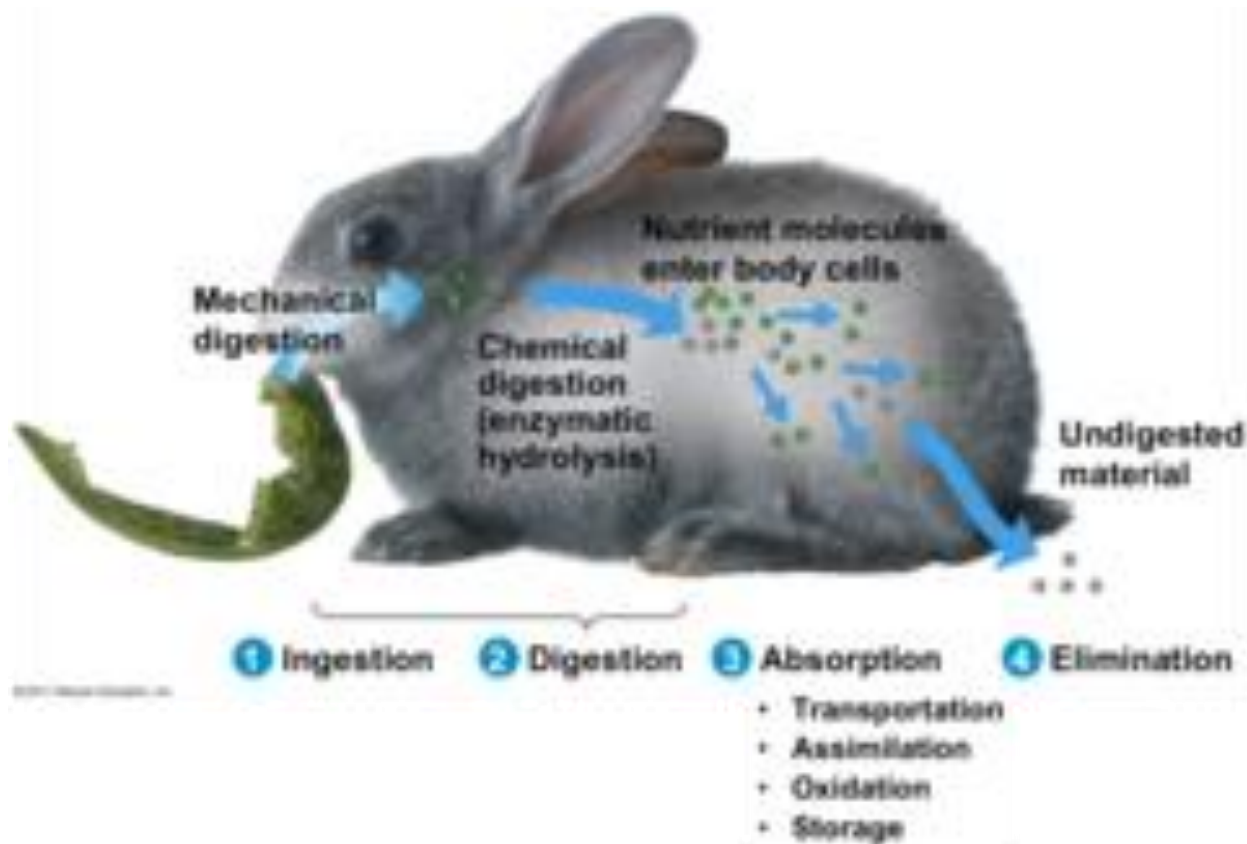 Nutrient molecules
enter body cells
Mechanical
digestion
Chemical
digestion
(enzymatic
hydrolysis)
Undigested
material
1 Ingestion
2 Digestion
3 Absorption
4 Elimination
• Transportation
• Assimilation
• Oxidation
• Storage